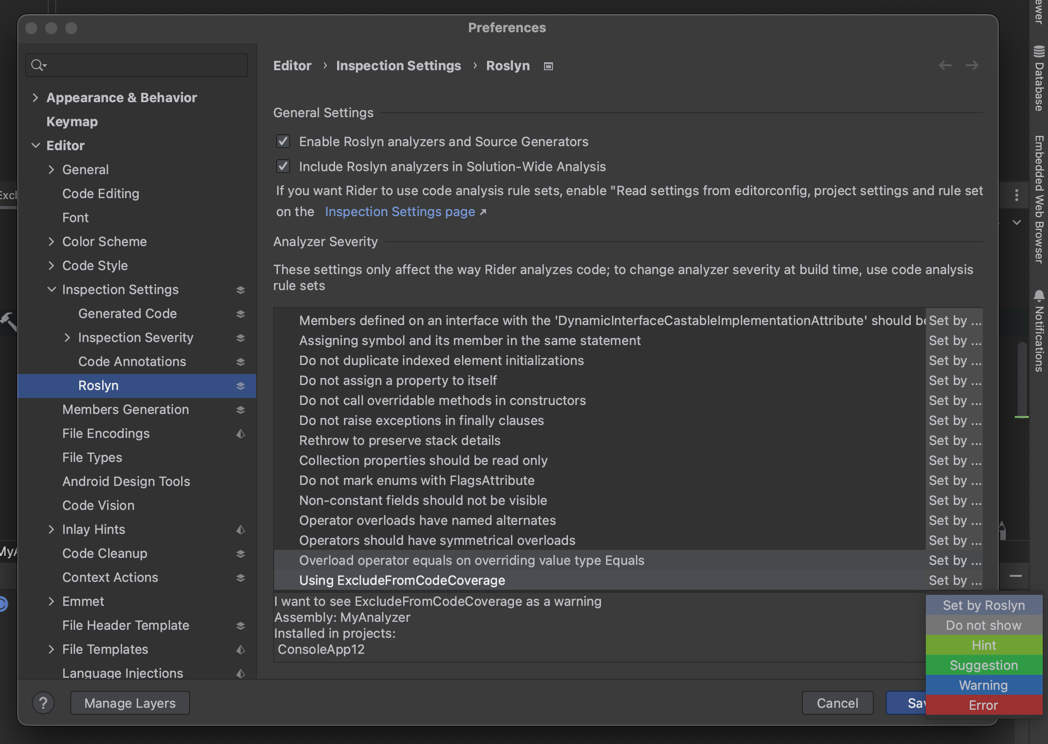 Preferences
Editor › Inspection Settings › Roslyn
Appearance & Behavior
Keymap
Editor
General
Code Editing
Font
Color Scheme
Code Style
Inspection Settings
Generated Code
Inspection Severity
Code Annotations
Roslyn
Members Generation
File Encodings
File Types
Android Design Tools
Code Vision
Inlay Hints
Code Cleanup
Context Actions
Emmet
File Header Template
File Templates
Language Injections
General Settings
Enable Roslyn analyzers and Source Generators
Include Roslyn analyzers in Solution-Wide Analysis
If you want Rider to use code analysis rule sets, enable "Read settings from editorconfig, project settings and rule set
on the Inspection Settings page
Analyzer Severity
These settings only affect the way Rider analyzes code; to change analyzer severity at build time, use code analysis
rule sets
Members defined on an interface with the 'DynamicInterfaceCastableImplementationAttribute' should be Set by ...
Assigning symbol and its member in the same statement Set by ...
Do not duplicate indexed element initializations Set by ...
Do not assign a property to itself Set by ...
Do not call overridable methods in constructors Set by ...
Do not raise exceptions in finally clauses Set by ...
Rethrow to preserve stack details Set by ...
Collection properties should be read only Set by ...
Do not mark enums with FlagsAttribute Set by ...
Non-constant fields should not be visible Set by ...
Operator overloads have named alternates Set by ...
Operators should have symmetrical overloads Set by ...
Overload operator equals on overriding value type Equals Set by ...
Using ExcludeFromCodeCoverage Set by ...
I want to see ExcludeFromCodeCoverage as a warning
Assembly: MyAnalyzer
Installed in projects:
ConsoleApp12
Set by Roslyn
Do not show
Hint
Suggestion
Warning
Error
?
Manage Layers
Cancel
Sav
Excl
MyA
ewer
Database
Embedded Web Browser
Notifications